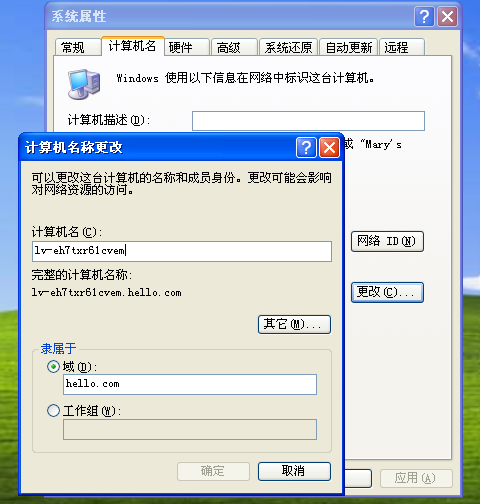 系统属性
常规 计算机名 硬件 高级 系统还原 自动更新 远程
Windows 使用以下信息在网络中标识这台计算机。
计算机描述(D):
或 "Mary's
计算机名称更改
可以更改这台计算机的名称和成员身份。更改可能会影响
对网络资源的访问。
计算机名(C):
lv-eh7txr61cvem
网络 ID(N)
完整的计算机名称:
lv-eh7txr61cvem.hello.com
更改(C)...
其它(M)...
隶属于
域(D):
hello.com
工作组(W):
确定 取消
应用(A)